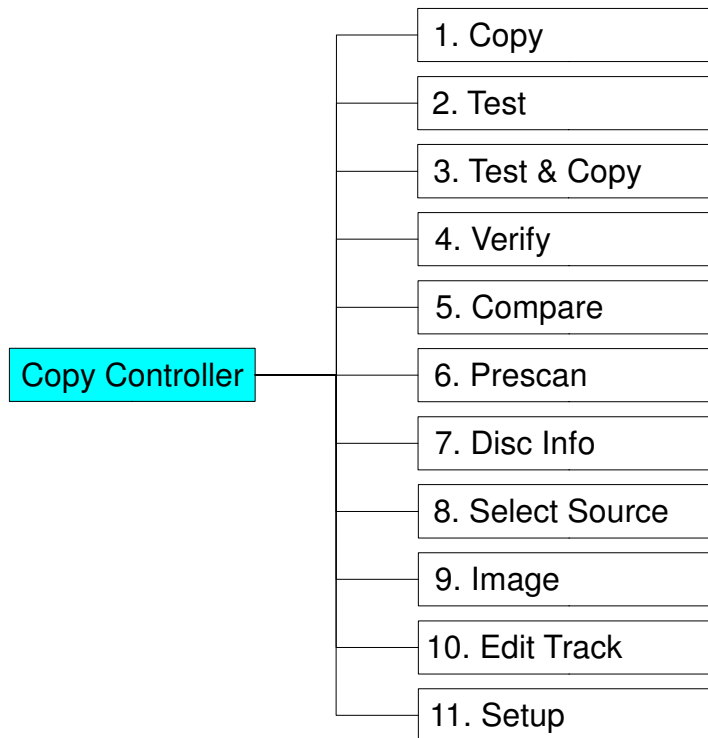 1. Copy
2. Test
3. Test & Copy
4. Verify
5. Compare
Copy Controller
6. Prescan
7. Disc Info
8. Select Source
9. Image
10. Edit Track
11. Setup